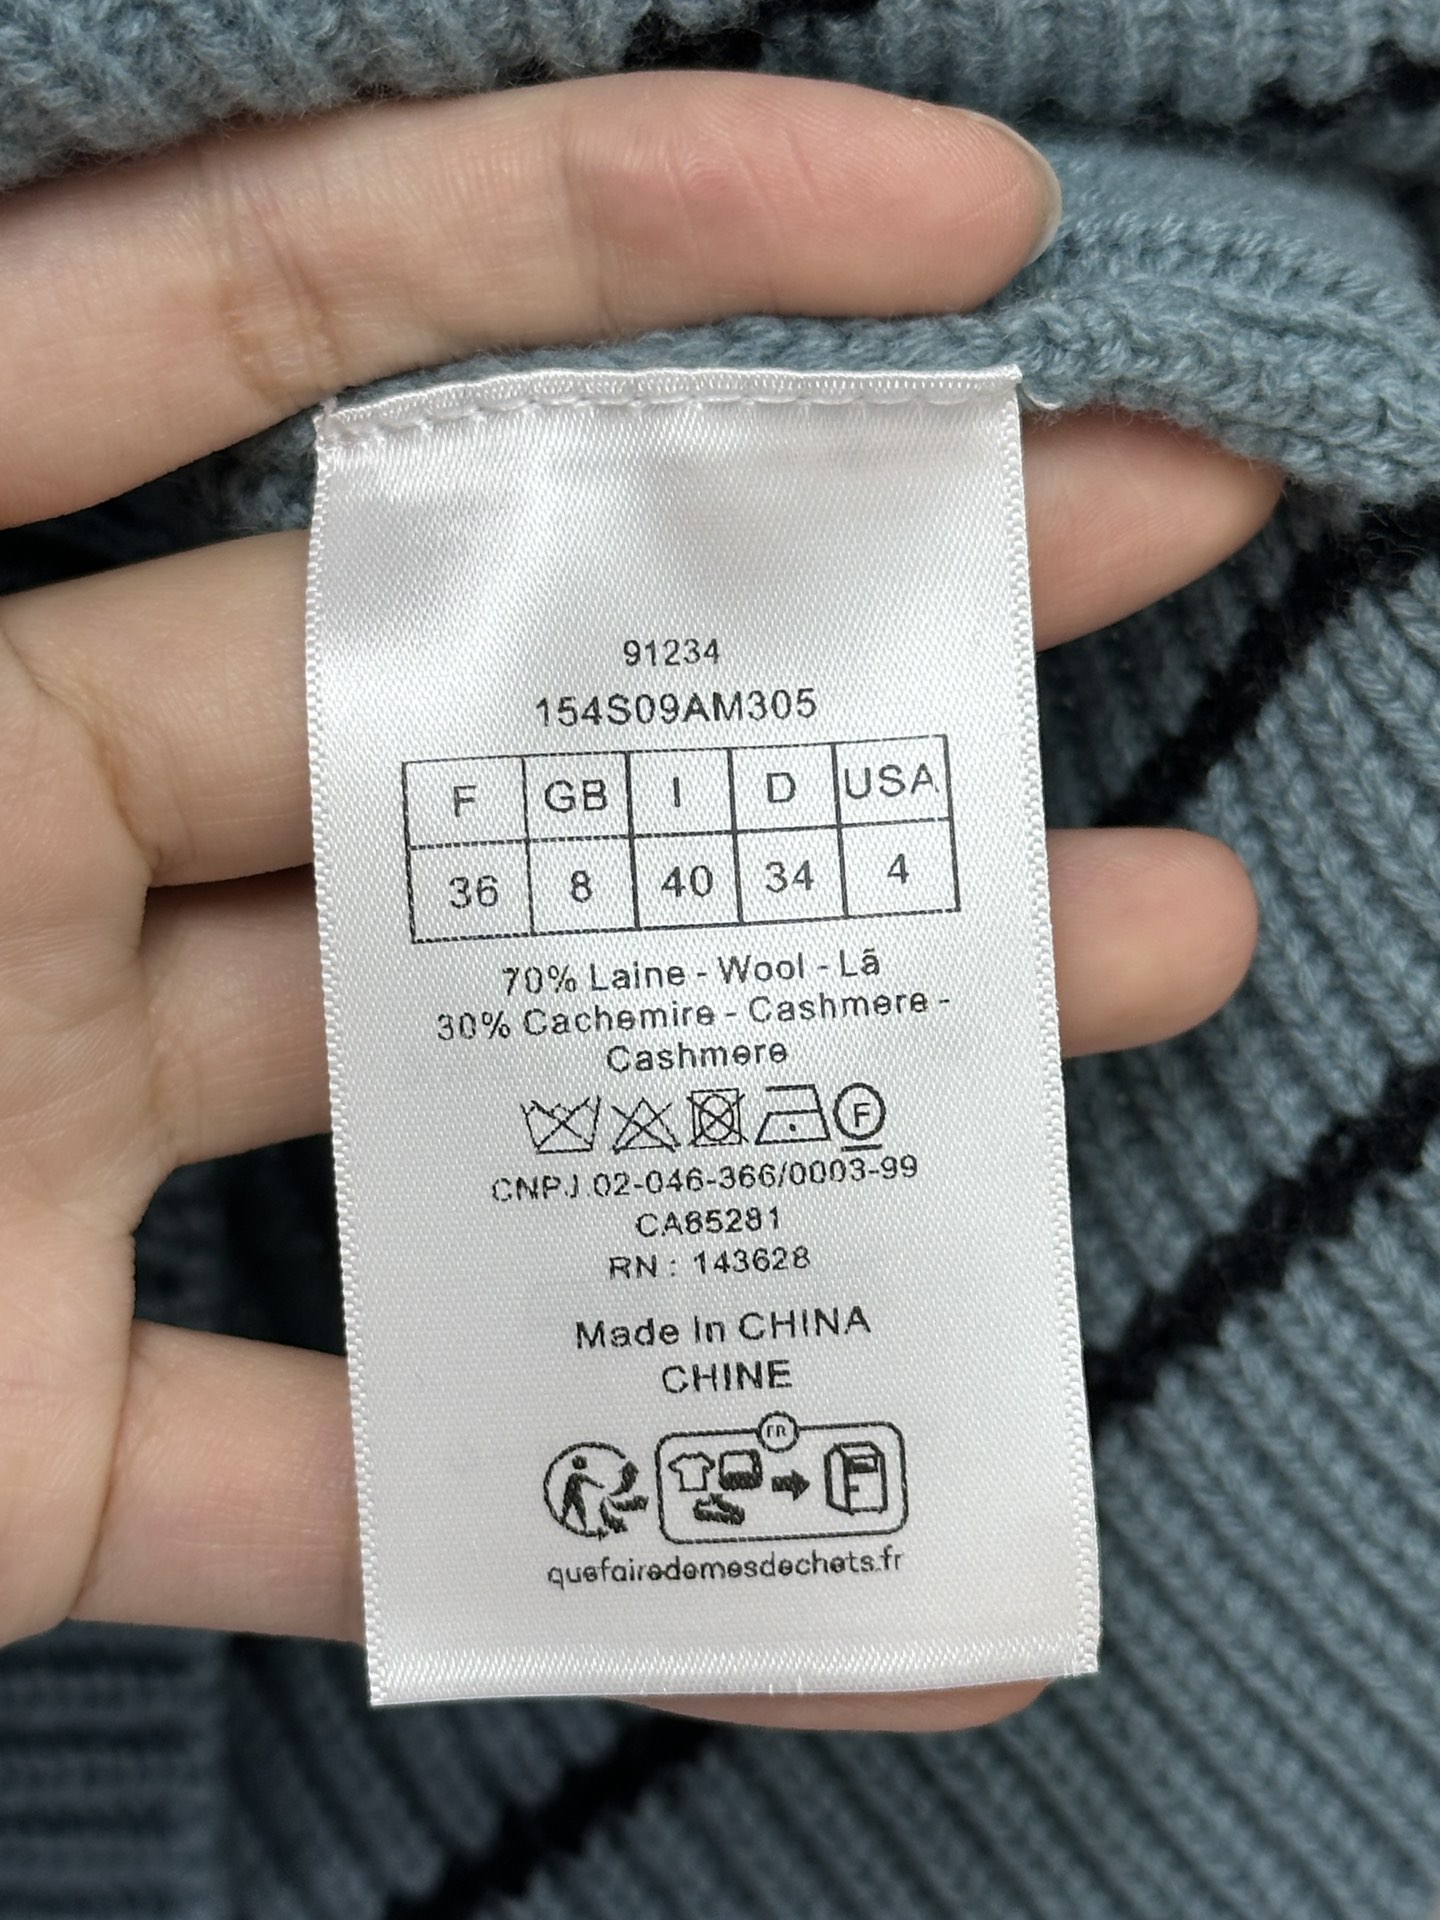 91234
154S09AM305
F GB I D USA
36 8 40 34 4
70% Laine - Wool - Lã
30% Cachemire - Cashmere -
Cashmere
F
CNPJ 02-046-366/0003-99
CA65281
RN : 143628
Made in CHINA
CHINE
FR
quefairedemesdechets.fr